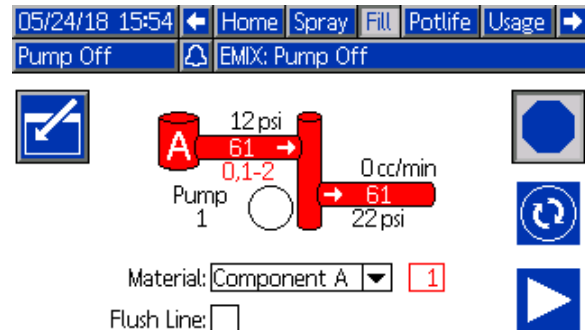 05/24/18 15:54 Home Spray Fill Potlife Usage
Pump Off EMIX: Pump Off
12 psi
A 61
0,1-2 0 cc/min
Pump 61
1 22 psi
Material: Component A 1
Flush Line: